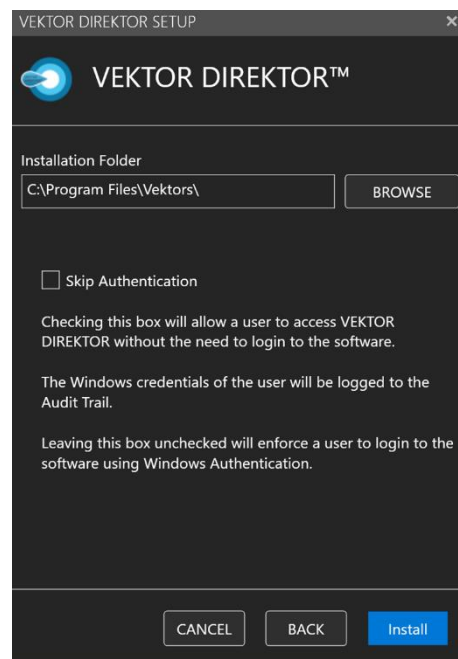 VEKTOR DIREKTOR SETUP
VEKTOR DIREKTOR™
Installation Folder
C:\Program Files\Vektors\
BROWSE
Skip Authentication
Checking this box will allow a user to access VEKTOR
DIREKTOR without the need to login to the software.
The Windows credentials of the user will be logged to the
Audit Trail.
Leaving this box unchecked will enforce a user to login to the
software using Windows Authentication.
CANCEL
BACK
Install